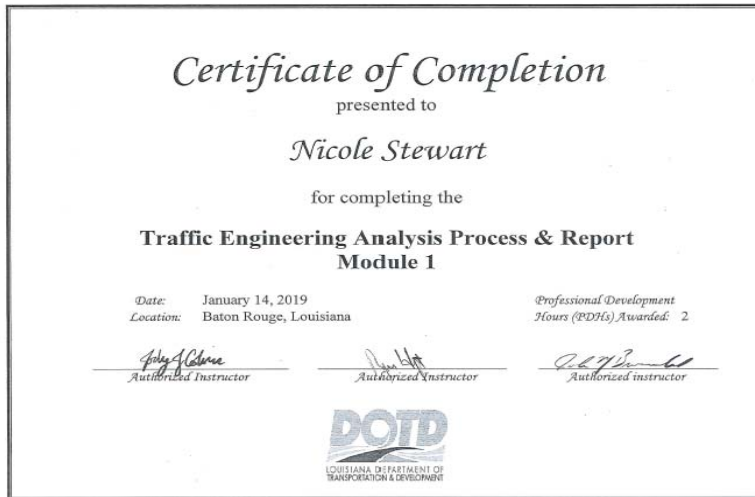 Certificate of Completion
presented to
Nicole Stewart
for completing the
Traffic Engineering Analysis Process & Report
Module 1
Date: January 14, 2019
Location: Baton Rouge, Louisiana
Professional Development
Hours (PDHs) Awarded: 2
Authorized Instructor
Authorized Instructor
Authorized instructor
DOTD
LOUISIANA DEPARTMENT OF
TRANSPORTATION & DEVELOPMENT